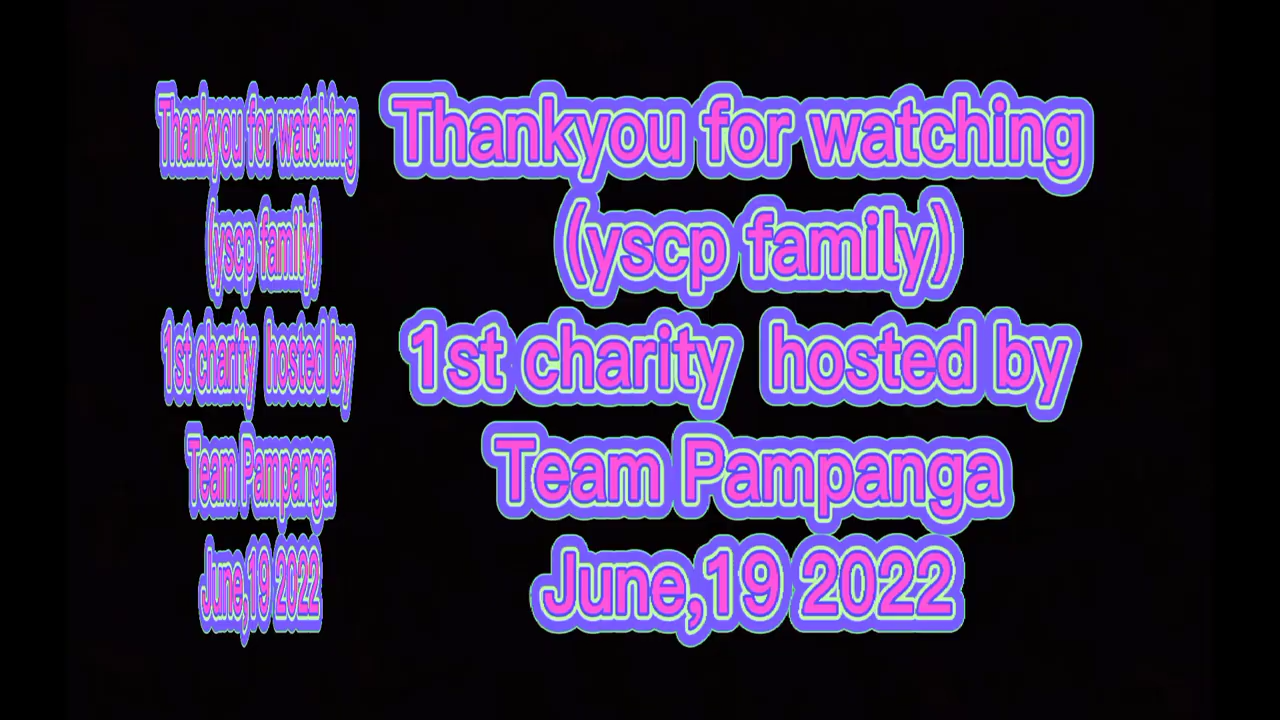 Thankyou for watching
(yscp family)
1st charity  hosted by
Team Pampanga
June,19 2022
Thankyou for watching
(yscp family)
1st charity  hosted by
Team Pampanga
June,19 2022